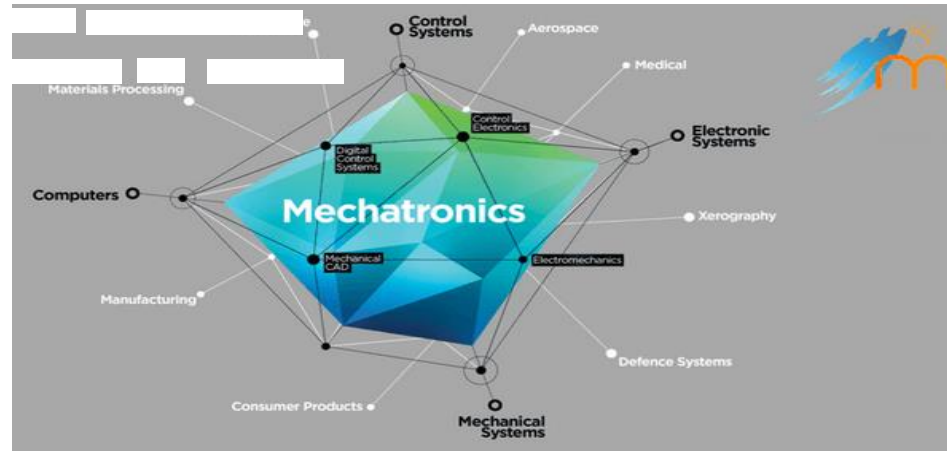 Control
Systems
Aerospace
Medical
Materials Processing
Control
Electronics
Electronic
Systems
Digital
Control
Systems
Computers
Mechatronics
Xerography
Mechanical
CAD
Electromechanics
Manufacturing
Defence Systems
Consumer Products
Mechanical
Systems